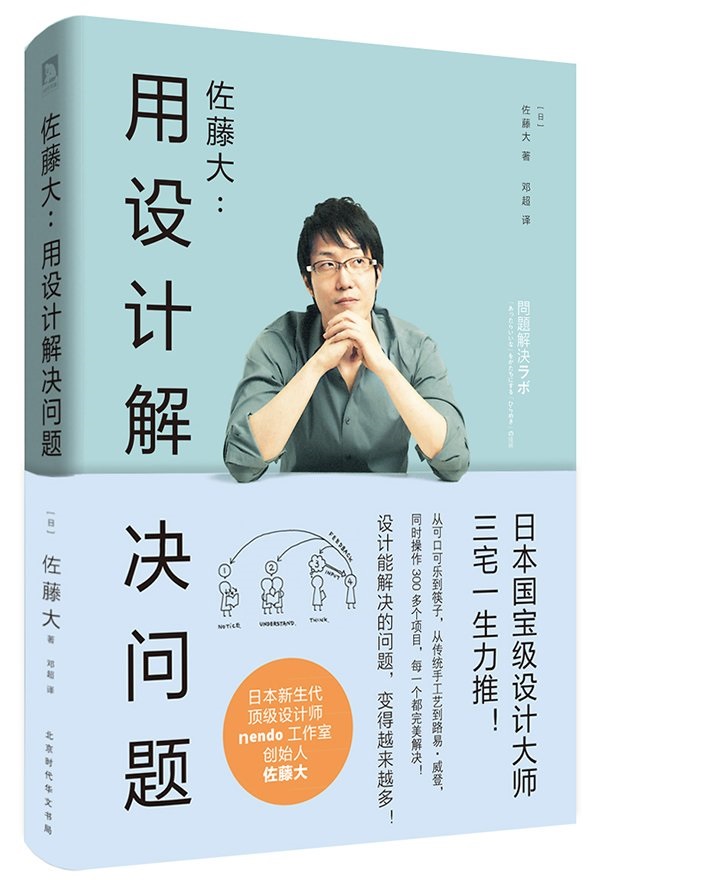 佐藤大：用设计解决问题
［日］
佐藤大
著
邓超 译
北京时代华文书局
佐藤大：
用设计解决问题
［日］
佐藤大 著 邓超 译
問題解決ラボ
日本国宝级设计大师
三宅一生力推！
从可口可乐到筷子，从传统手工艺到路易·威登，
同时操作 300 多个项目，每一个都完美解决！
设计能解决的问题，变得越来越多！
FEEDBACK
1
2
3
4
INPUT
NOTICE.
UNDERSTAND.
THINK.
日本新生代
顶级设计师
nendo 工作室
创始人
佐藤大